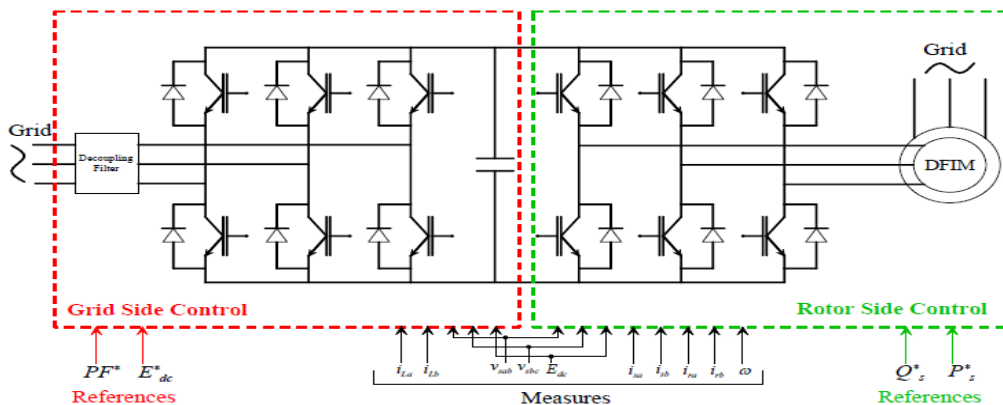 Grid
Grid
Decoupling
Filter
DFIM
Grid Side Control
Rotor Side Control
PF* E*dc
References
iLa iLb vsab vsbc Edc isa isb ira irb ω
Measures
Q*s P*s
References